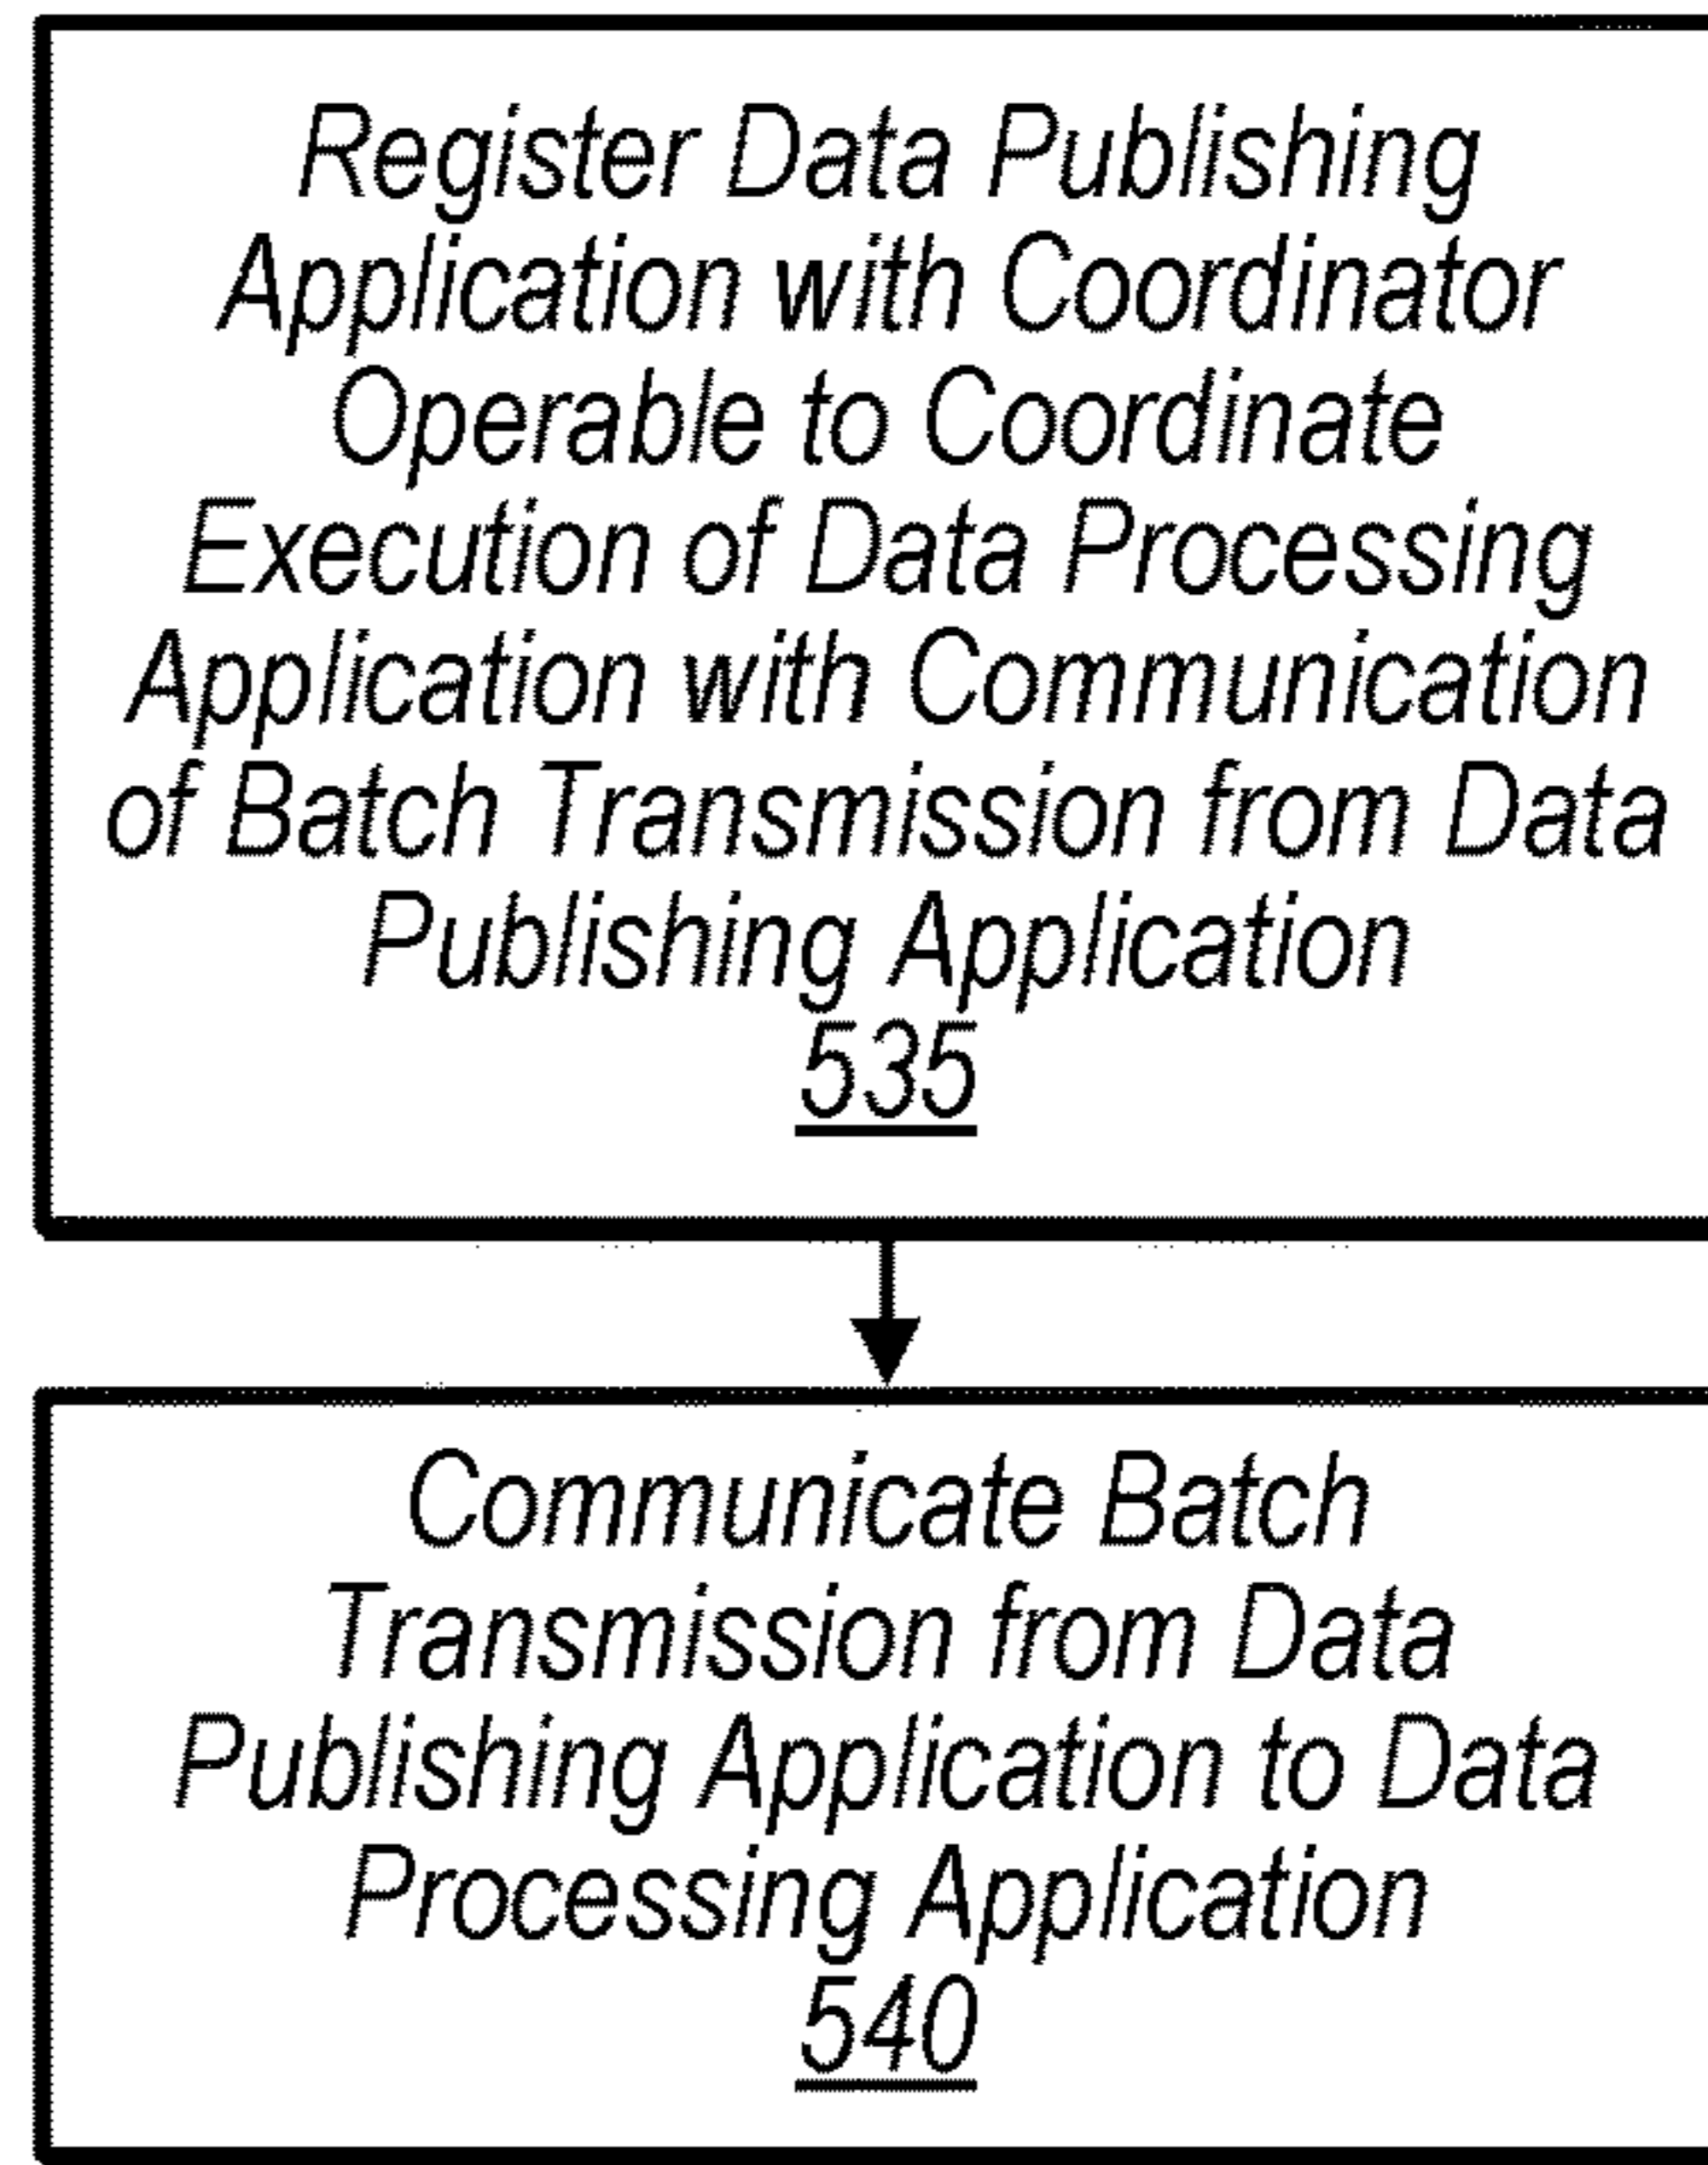 Register Data Publishing
Application with Coordinator
Operable to Coordinate
Execution of Data Processing
Application with Communication
of Batch Transmission from Data
Publishing Application
535
Communicate Batch
Transmission from Data
Publishing Application to Data
Processing Application
540